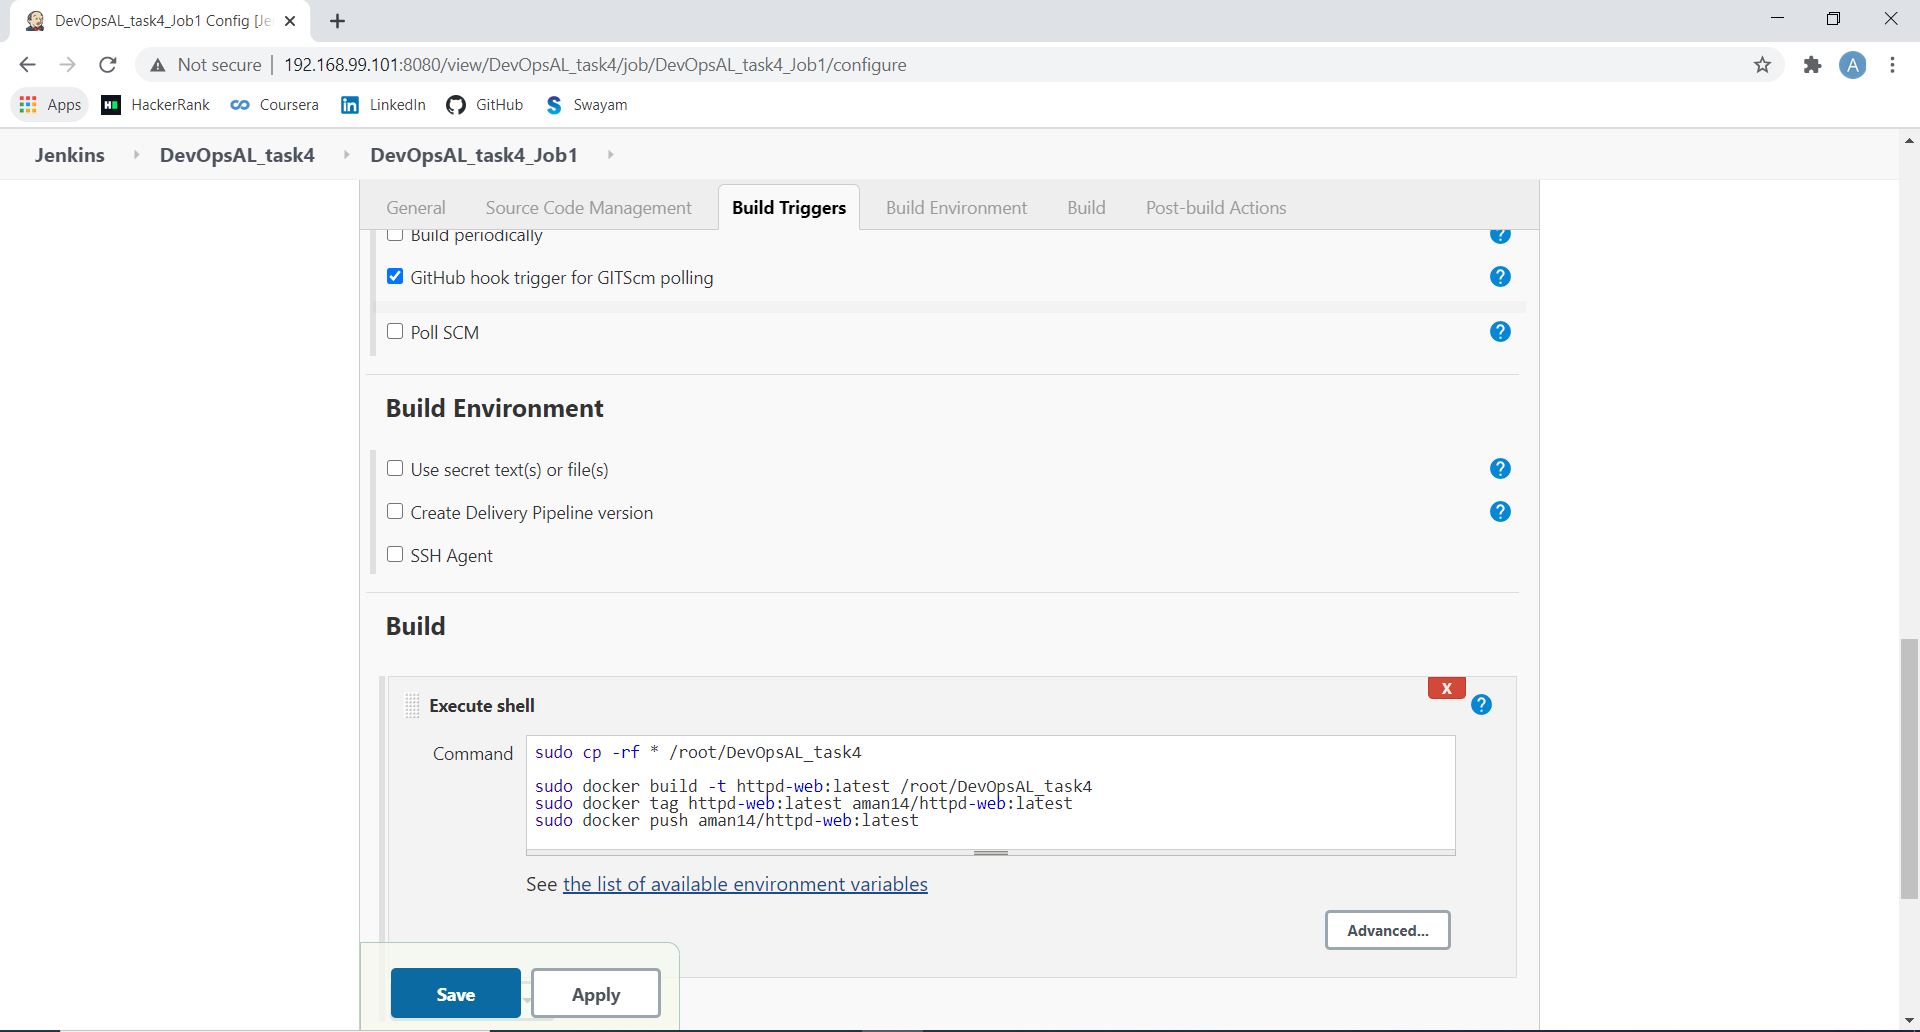 DevOpsAL_task4_Job1 Config [Je
Not secure | 192.168.99.101:8080/view/DevOpsAL_task4/job/DevOpsAL_task4_Job1/configure
A
Apps HackerRank Coursera LinkedIn GitHub Swayam
Jenkins DevOpsAL_task4 DevOpsAL_task4_Job1
General Source Code Management Build Triggers Build Environment Build Post-build Actions
Build periodically ?
GitHub hook trigger for GITScm polling ?
Poll SCM ?
Build Environment
Use secret text(s) or file(s) ?
Create Delivery Pipeline version ?
SSH Agent
Build
X
Execute shell ?
Command
sudo cp -rf * /root/DevOpsAL_task4
sudo docker build -t httpd-web:latest /root/DevOpsAL_task4
sudo docker tag httpd-web:latest aman14/httpd-web:latest
sudo docker push aman14/httpd-web:latest
See the list of available environment variables
Advanced...
Save Apply